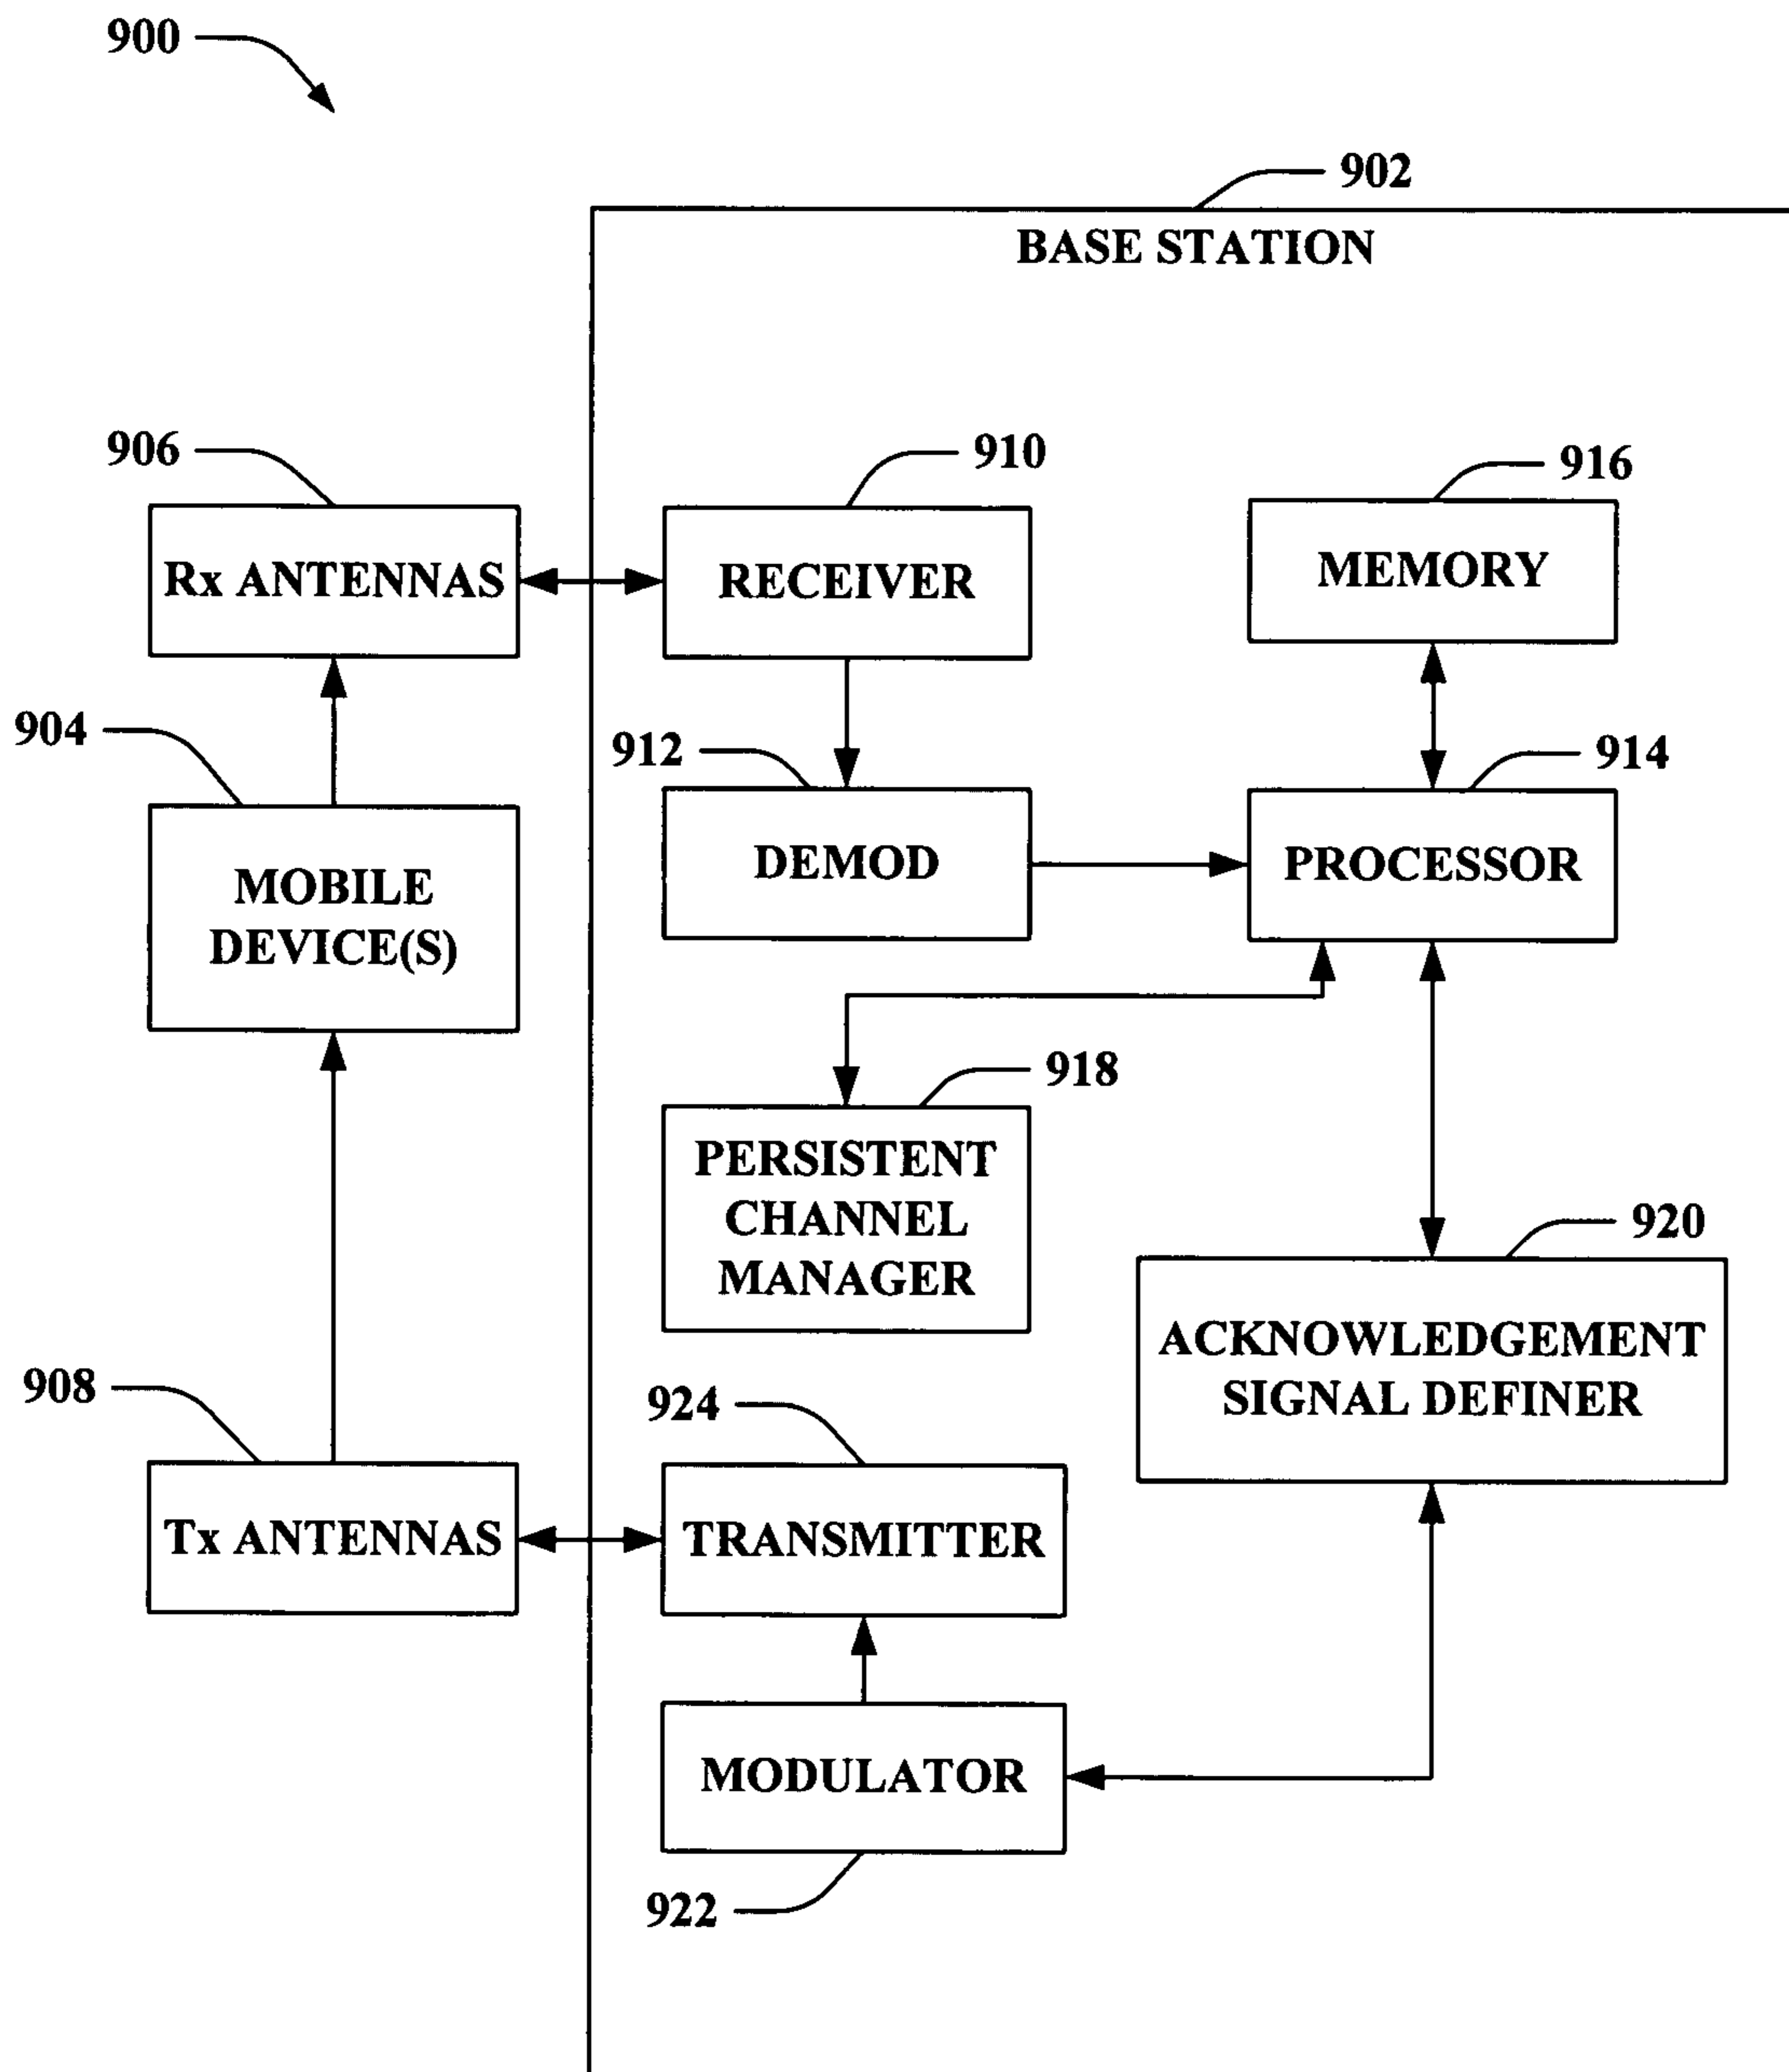 900
902
BASE STATION
906
910
916
Rx ANTENNAS
RECEIVER
MEMORY
904
912
914
MOBILE
DEVICE(S)
DEMOD
PROCESSOR
918
PERSISTENT
CHANNEL
MANAGER
920
ACKNOWLEDGEMENT
SIGNAL DEFINER
908
924
Tx ANTENNAS
TRANSMITTER
MODULATOR
922